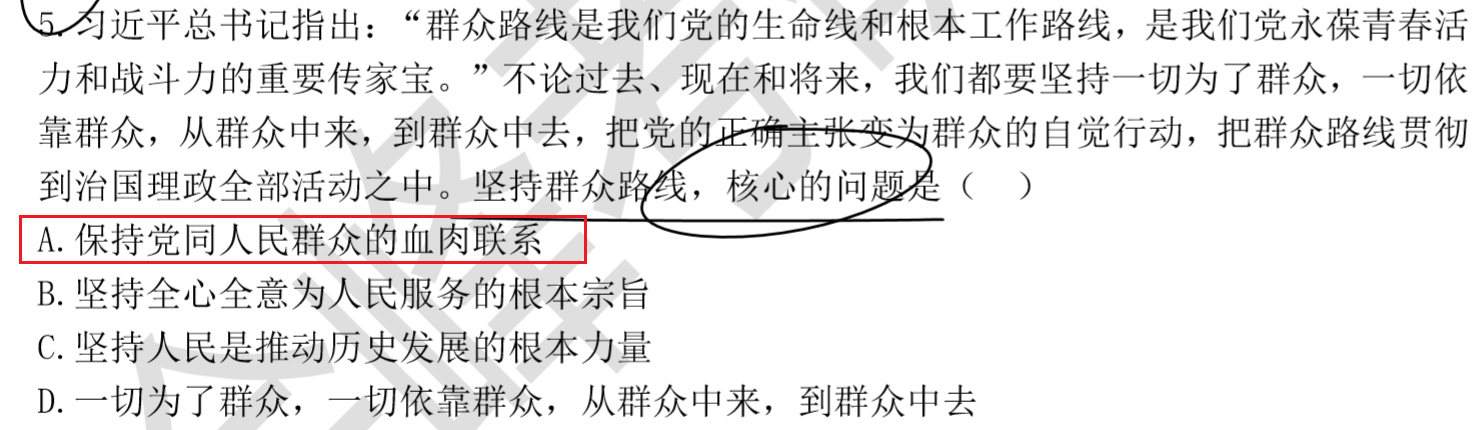 5. 习近平总书记指出：“群众路线是我们党的生命线和根本工作路线，是我们党永葆青春活
力和战斗力的重要传家宝。”不论过去、现在和将来，我们都要坚持一切为了群众，一切依
靠群众，从群众中来，到群众中去，把党的正确主张变为群众的自觉行动，把群众路线贯彻
到治国理政全部活动之中。坚持群众路线，核心的问题是（　）
A. 保持党同人民群众的血肉联系
B. 坚持全心全意为人民服务的根本宗旨
C. 坚持人民是推动历史发展的根本力量
D. 一切为了群众，一切依靠群众，从群众中来，到群众中去